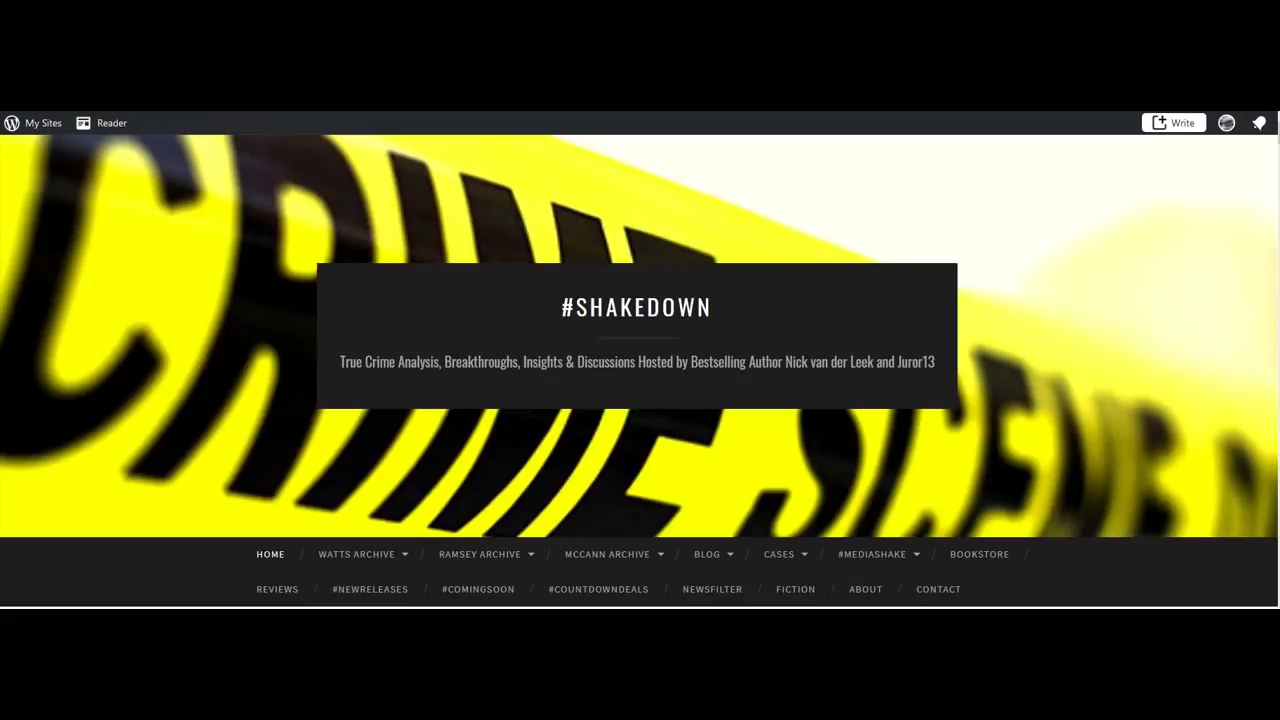 My Sites Reader Write
CRIME SCENE
#SHAKEDOWN
True Crime Analysis, Breakthroughs, Insights & Discussions Hosted by Bestselling Author Nick van der Leek and Juror13
HOME / WATTS ARCHIVE / RAMSEY ARCHIVE / MCCANN ARCHIVE / BLOG / CASES / #MEDIASHAKE / BOOKSTORE /
REVIEWS / #NEWRELEASES / #COMINGSOON / #COUNTDOWNDEALS / NEWSFILTER / FICTION / ABOUT / CONTACT